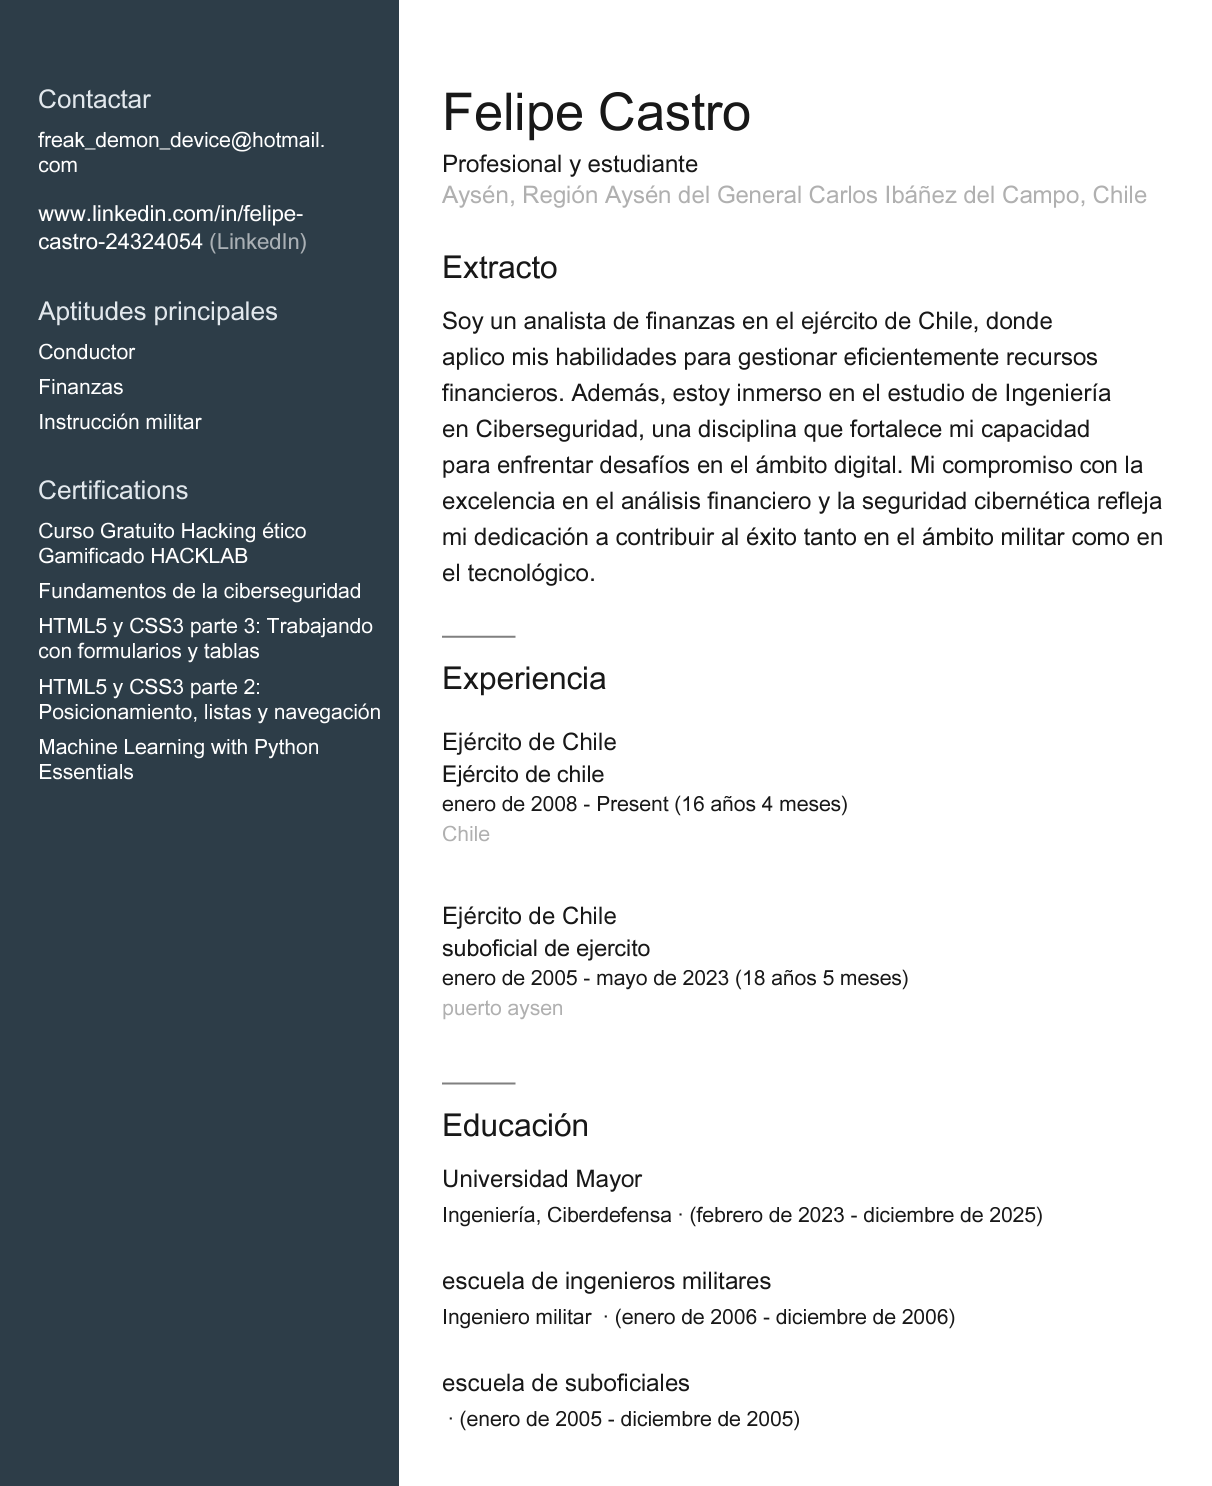 Contactar
freak_demon_device@hotmail.
com
www.linkedin.com/in/felipe-
castro-24324054 (LinkedIn)
Aptitudes principales
Conductor
Finanzas
Instrucción militar
Certifications
Curso Gratuito Hacking ético
Gamificado HACKLAB
Fundamentos de la ciberseguridad
HTML5 y CSS3 parte 3: Trabajando
con formularios y tablas
HTML5 y CSS3 parte 2:
Posicionamiento, listas y navegación
Machine Learning with Python
Essentials
Felipe Castro
Profesional y estudiante
Aysén, Región Aysén del General Carlos Ibáñez del Campo, Chile
Extracto
Soy un analista de finanzas en el ejército de Chile, donde
aplico mis habilidades para gestionar eficientemente recursos
financieros. Además, estoy inmerso en el estudio de Ingeniería
en Ciberseguridad, una disciplina que fortalece mi capacidad
para enfrentar desafíos en el ámbito digital. Mi compromiso con la
excelencia en el análisis financiero y la seguridad cibernética refleja
mi dedicación a contribuir al éxito tanto en el ámbito militar como en
el tecnológico.
Experiencia
Ejército de Chile
Ejército de chile
enero de 2008 - Present (16 años 4 meses)
Chile
Ejército de Chile
suboficial de ejercito
enero de 2005 - mayo de 2023 (18 años 5 meses)
puerto aysen
Educación
Universidad Mayor
Ingeniería, Ciberdefensa · (febrero de 2023 - diciembre de 2025)
escuela de ingenieros militares
Ingeniero militar · (enero de 2006 - diciembre de 2006)
escuela de suboficiales
· (enero de 2005 - diciembre de 2005)